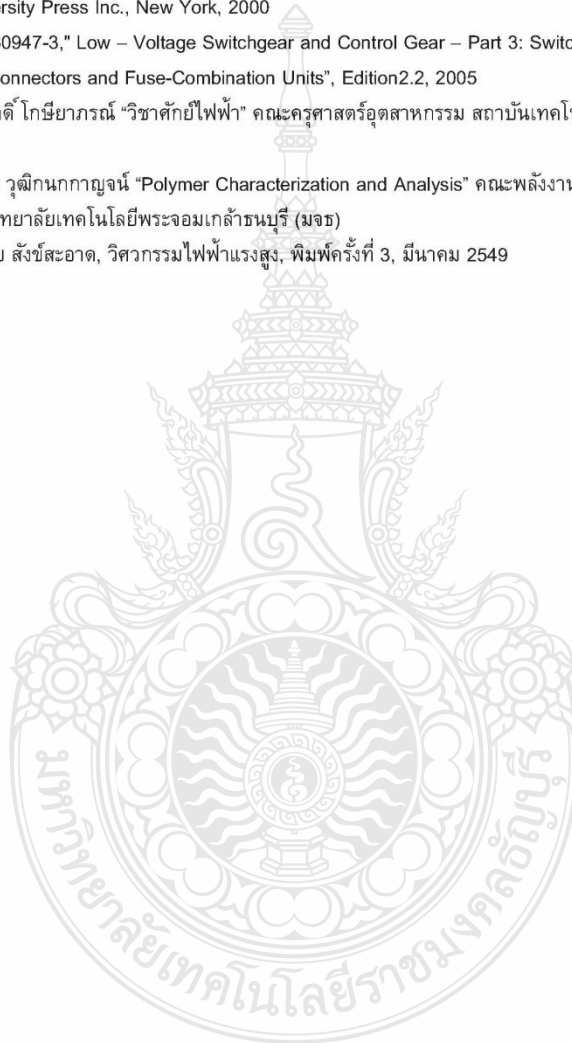 ersity Press Inc., New York, 2000
60947-3," Low – Voltage Switchgear and Control Gear – Part 3: Switc
onnectors and Fuse-Combination Units", Edition2.2, 2005
โกษียาภรณ์ "วิชาศักย์ไฟฟ้า" คณะครุศาสตร์อุตสาหกรรม สถาบันเทคโ
วุฒิกนกกาญจน์ "Polymer Characterization and Analysis" คณะพลังงาน
ทยาลัยเทคโนโลยีพระจอมเกล้าธนบุรี (มจธ)
สังข์สะอาด, วิศวกรรมไฟฟ้าแรงสูง, พิมพ์ครั้งที่ 3, มีนาคม 2549
มหาวิทยาลัยเทคโนโลยีราชมงคลธัญบุรี